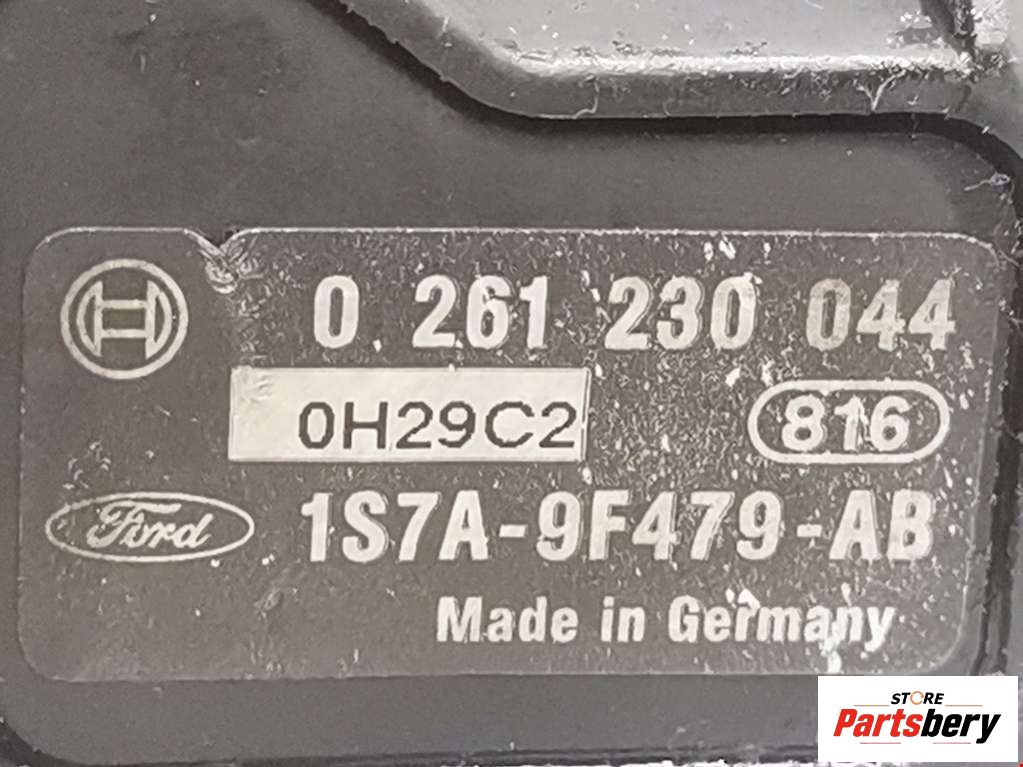 0 261 230 044
0H29C2
816
Ford
1S7A-9F479-AB
Made in Germany
STORE
Partsbery